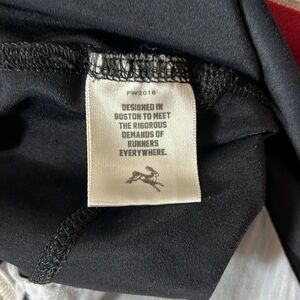 FW2018
DESIGNED IN
BOSTON TO MEET
THE RIGOROUS
DEMANDS OF
RUNNERS
EVERYWHERE.